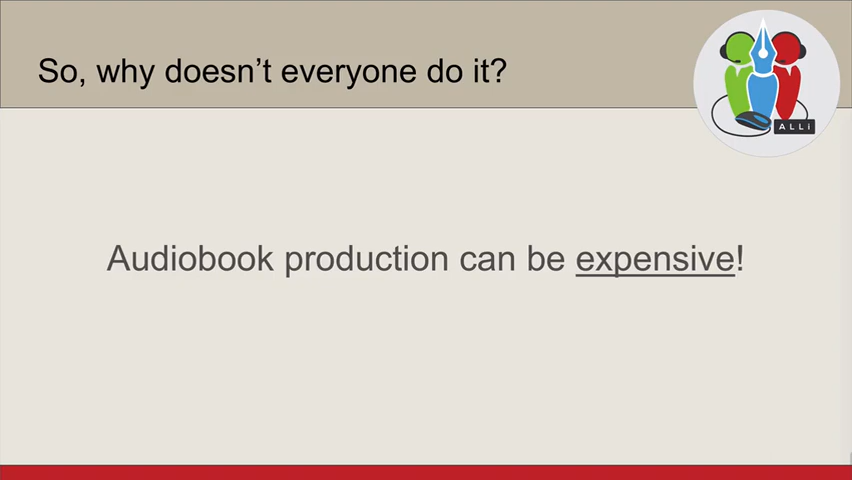 So, why doesn't everyone do it?
ALLi
Audiobook production can be expensive!